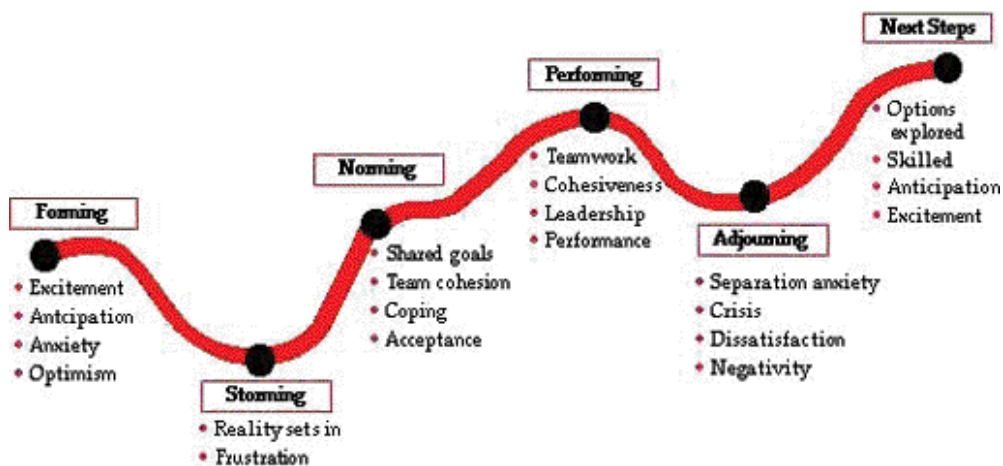 Forming
Excitement
Antcipation
Anxiety
Optimism
Storming
Reality sets in
Frustration
Norming
Shared goals
Team cohesion
Coping
Acceptance
Performing
Teamwork
Cohesiveness
Leadership
Performance
Adjourning
Separation anxiety
Crisis
Dissatisfaction
Negativity
Next Steps
Options
explored
Skilled
Anticipation
Excitement